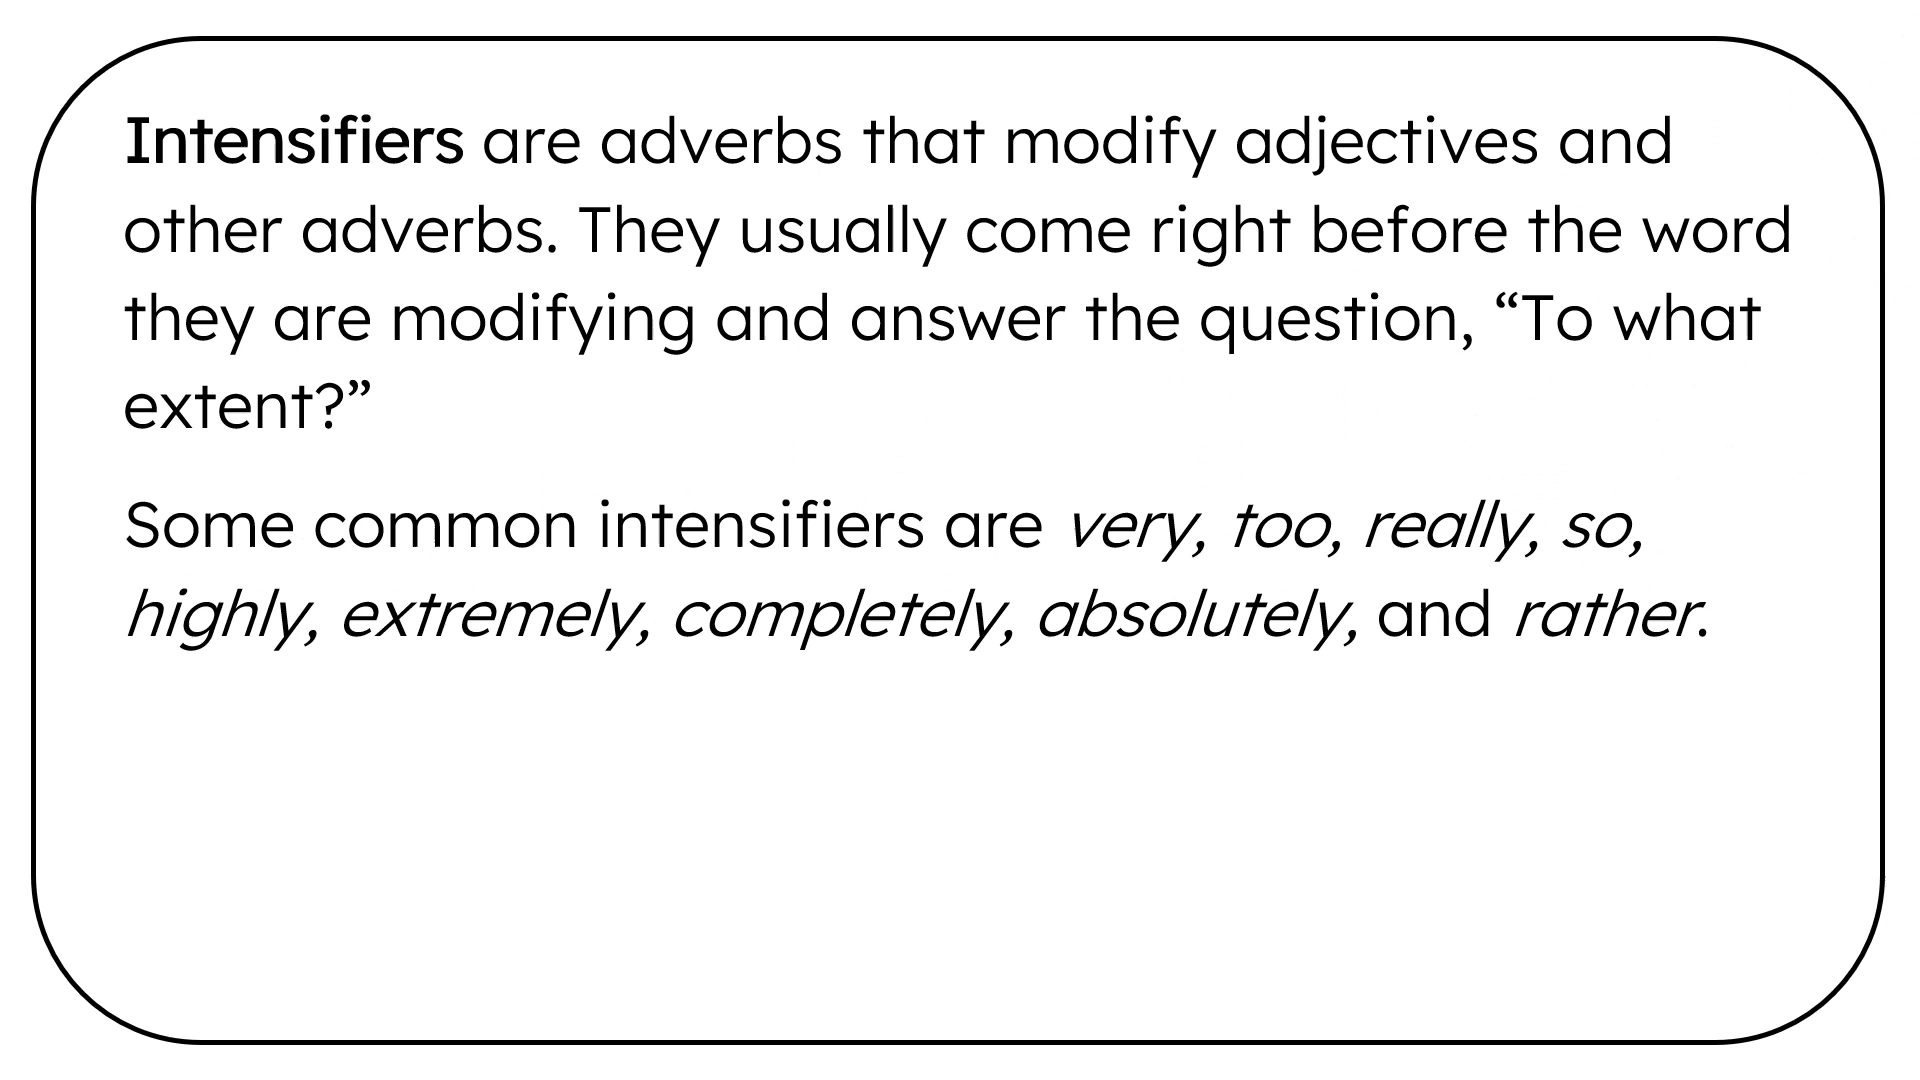 Intensifiers are adverbs that modify adjectives and
other adverbs. They usually come right before the word
they are modifying and answer the question, “To what
extent?”
Some common intensifiers are very, too, really, so,
highly, extremely, completely, absolutely, and rather.